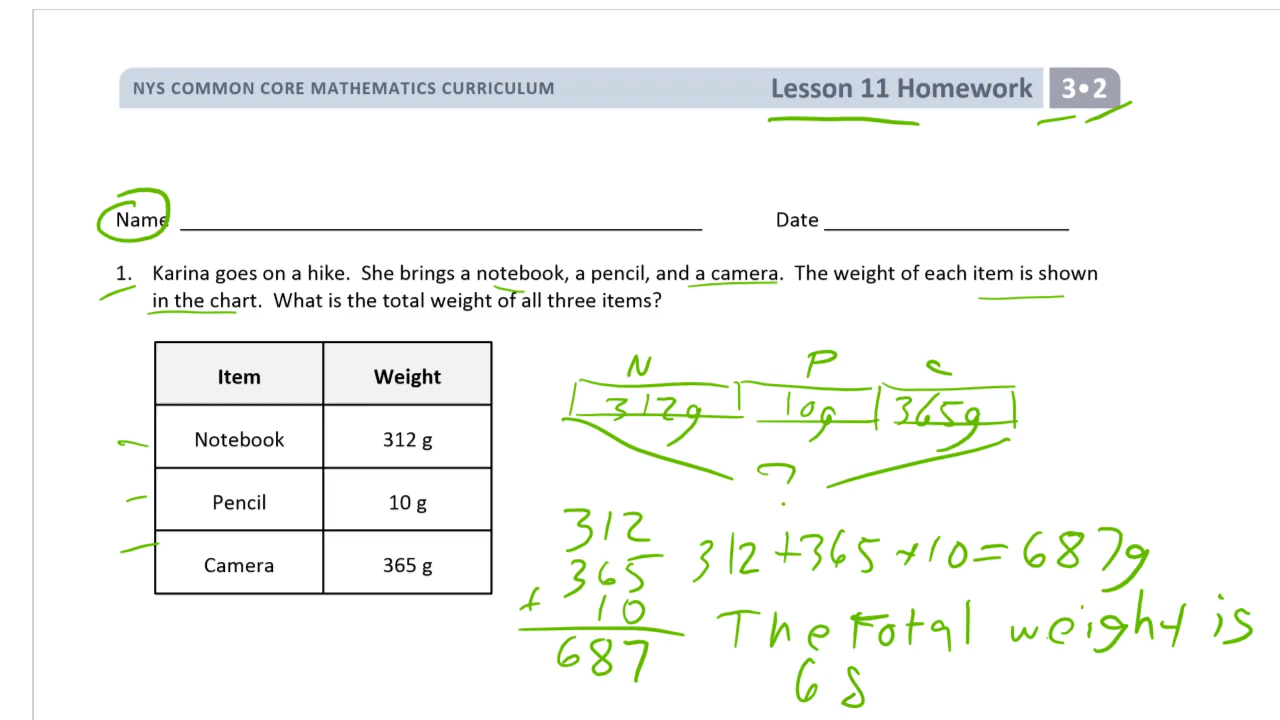 NYS COMMON CORE MATHEMATICS CURRICULUM Lesson 11 Homework 3•2
Name Date
1. Karina goes on a hike. She brings a notebook, a pencil, and a camera. The weight of each item is shown
in the chart. What is the total weight of all three items?
Item Weight
Notebook 312 g
Pencil 10 g
Camera 365 g
N P C
312g 10g 365g
?
312
365
+ 10
687
312 + 365 + 10 = 687g
The total weight is
68